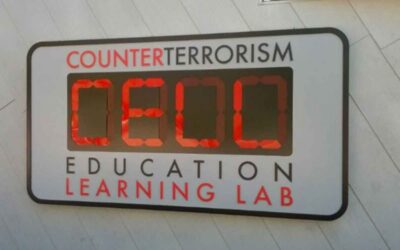 COUNTERTERRORISM
CELL
EDUCATION
LEARNING LAB